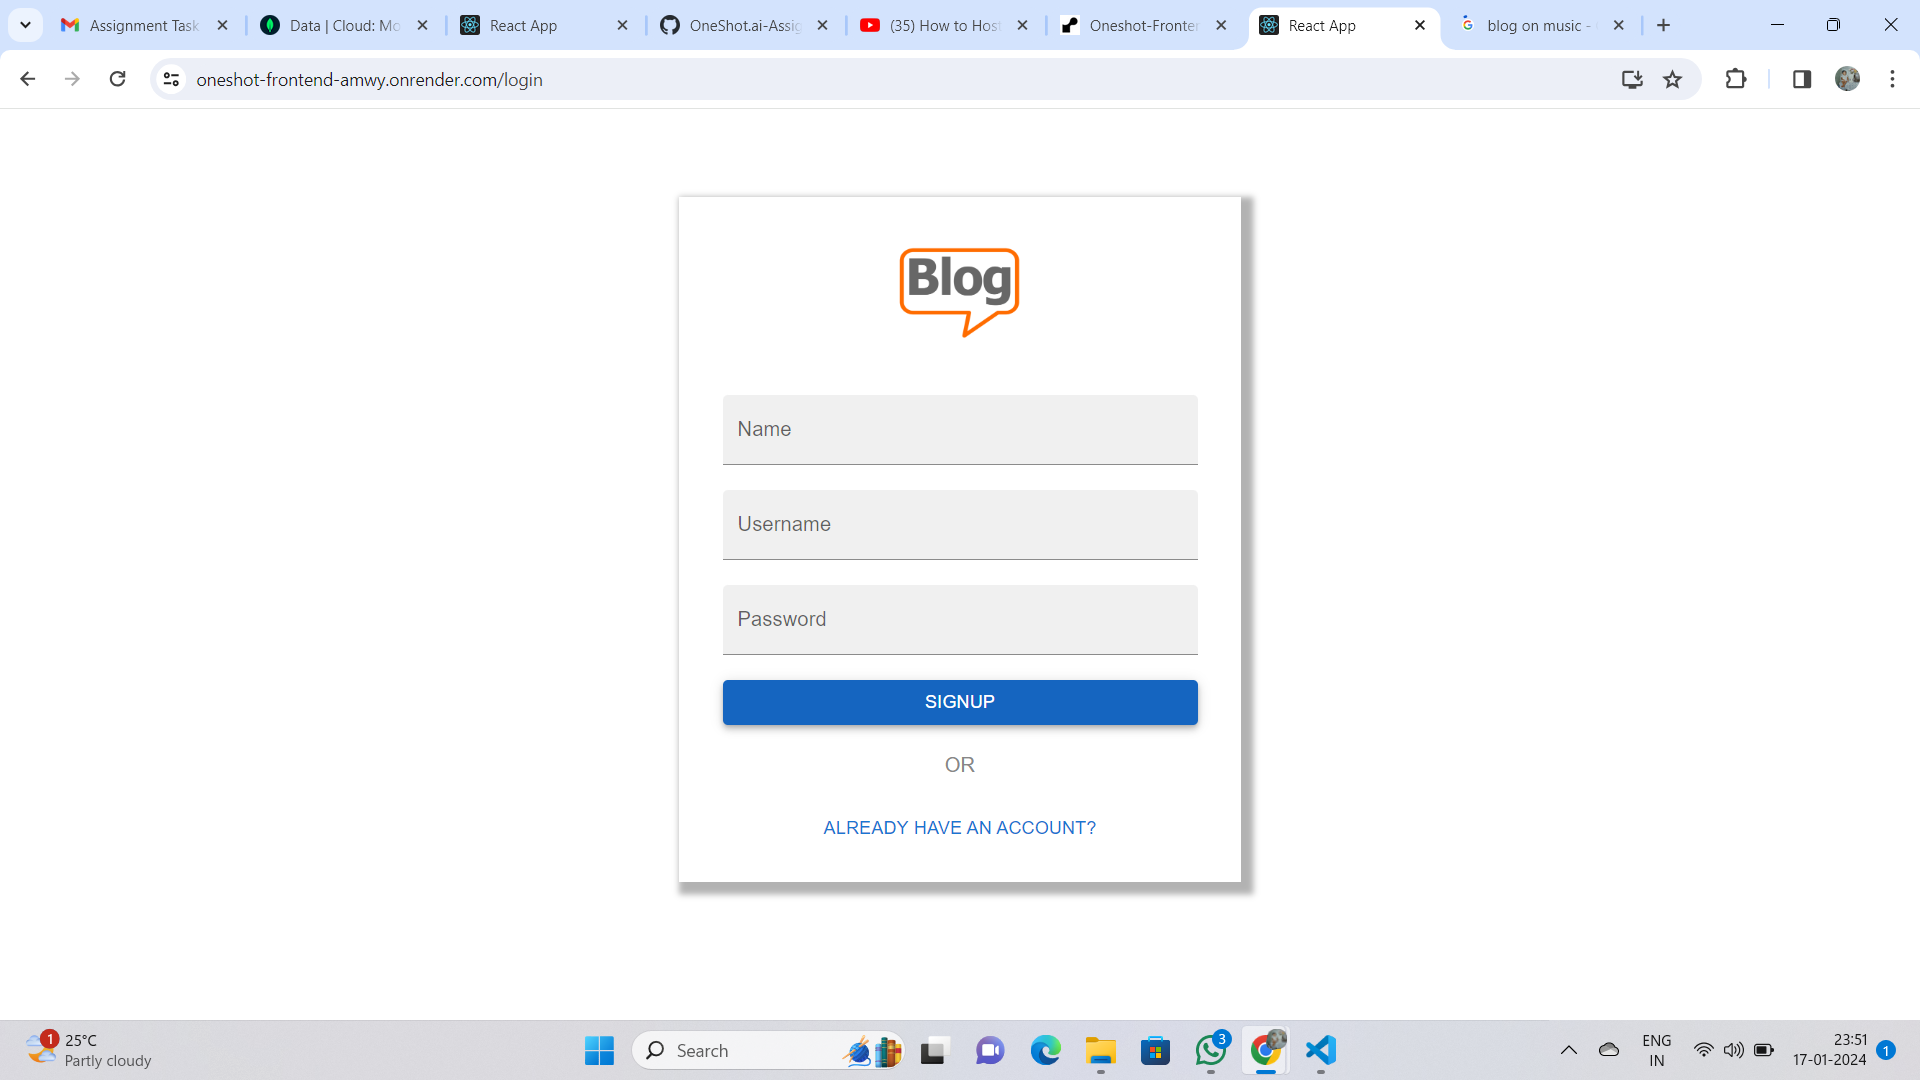 Assignment Task
Data | Cloud: Mo
React App
OneShot.ai-Assig
(35) How to Host
Oneshot-Fronter
React App
blog on music -
oneshot-frontend-amwy.onrender.com/login
Blog
Name
Username
Password
SIGNUP
OR
ALREADY HAVE AN ACCOUNT?
1
25°C
Partly cloudy
Search
3
ENG
IN
23:51
17-01-2024
1